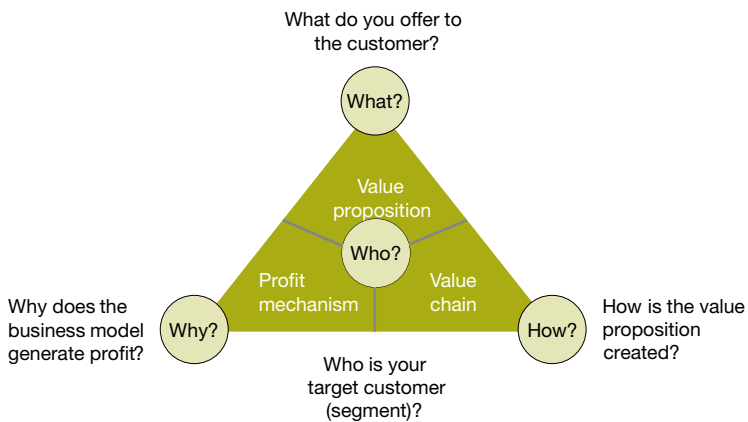 What do you offer to
the customer?
What?
Value
proposition
Who?
Profit
mechanism
Value
chain
Why does the
business model
generate profit?
Why?
How?
How is the value
proposition
created?
Who is your
target customer
(segment)?